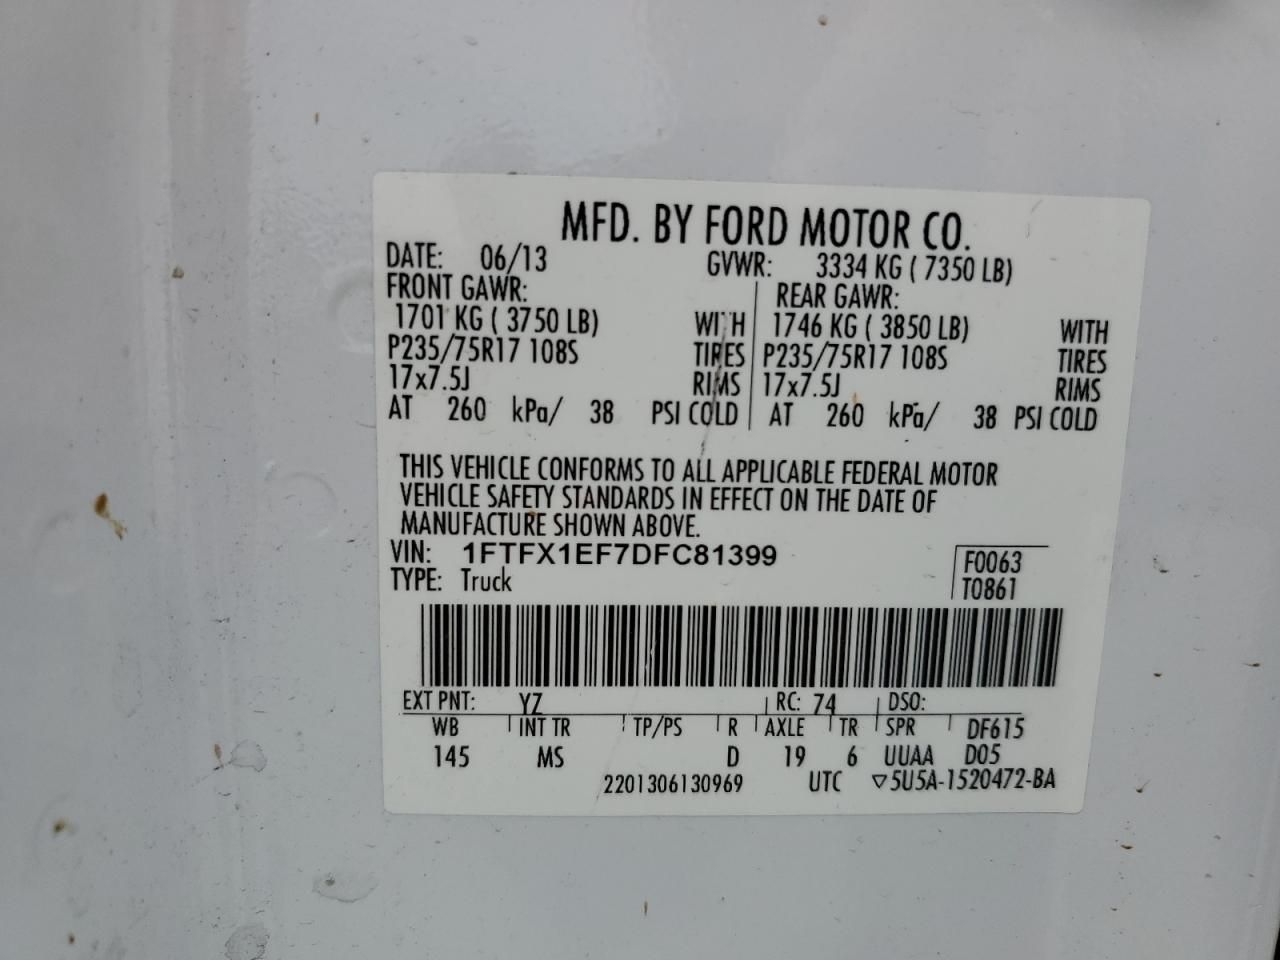 MFD. BY FORD MOTOR CO.
DATE: 06/13 GVWR: 3334 KG ( 7350 LB)
FRONT GAWR: REAR GAWR:
1701 KG ( 3750 LB) WITH 1746 KG ( 3850 LB) WITH
P235/75R17 108S TIRES P235/75R17 108S TIRES
17x7.5J RIMS 17x7.5J RIMS
AT 260 kPa/ 38 PSI COLD AT 260 kPa/ 38 PSI COLD
THIS VEHICLE CONFORMS TO ALL APPLICABLE FEDERAL MOTOR
VEHICLE SAFETY STANDARDS IN EFFECT ON THE DATE OF
MANUFACTURE SHOWN ABOVE.
VIN: 1FTFX1EF7DFC81399 F0063
TYPE: Truck T0861
EXT PNT: YZ RC: 74 DSO:
WB INT TR TP/PS R AXLE TR SPR DF615
145 MS D 19 6 UUAA D05
2201306130969 UTC ▽5U5A-1520472-BA